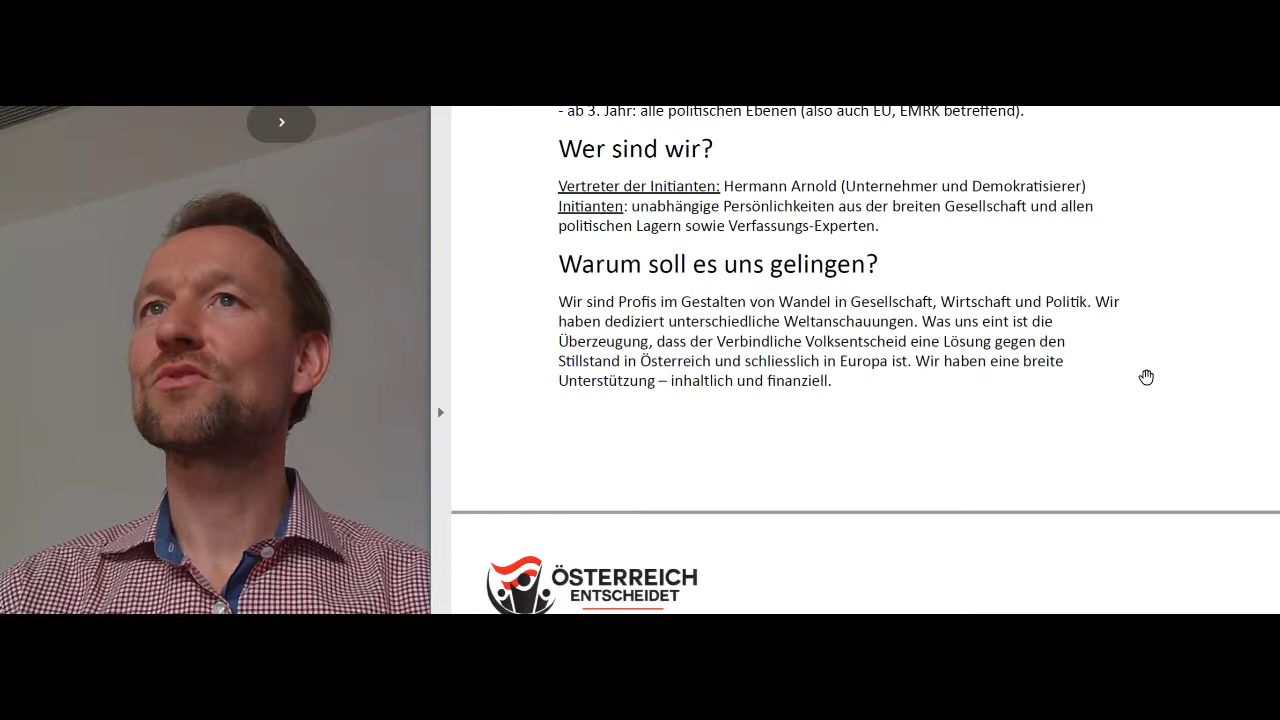 - ab 3. Jahr: alle politischen Ebenen (also auch EU, EMRK betreffend).
Wer sind wir?
Vertreter der Initianten: Hermann Arnold (Unternehmer und Demokratisierer)
Initianten: unabhängige Persönlichkeiten aus der breiten Gesellschaft und allen
politischen Lagern sowie Verfassungs-Experten.
Warum soll es uns gelingen?
Wir sind Profis im Gestalten von Wandel in Gesellschaft, Wirtschaft und Politik. Wir
haben dediziert unterschiedliche Weltanschauungen. Was uns eint ist die
Überzeugung, dass der Verbindliche Volksentscheid eine Lösung gegen den
Stillstand in Österreich und schliesslich in Europa ist. Wir haben eine breite
Unterstützung – inhaltlich und finanziell.
ÖSTERREICH
ENTSCHEIDET